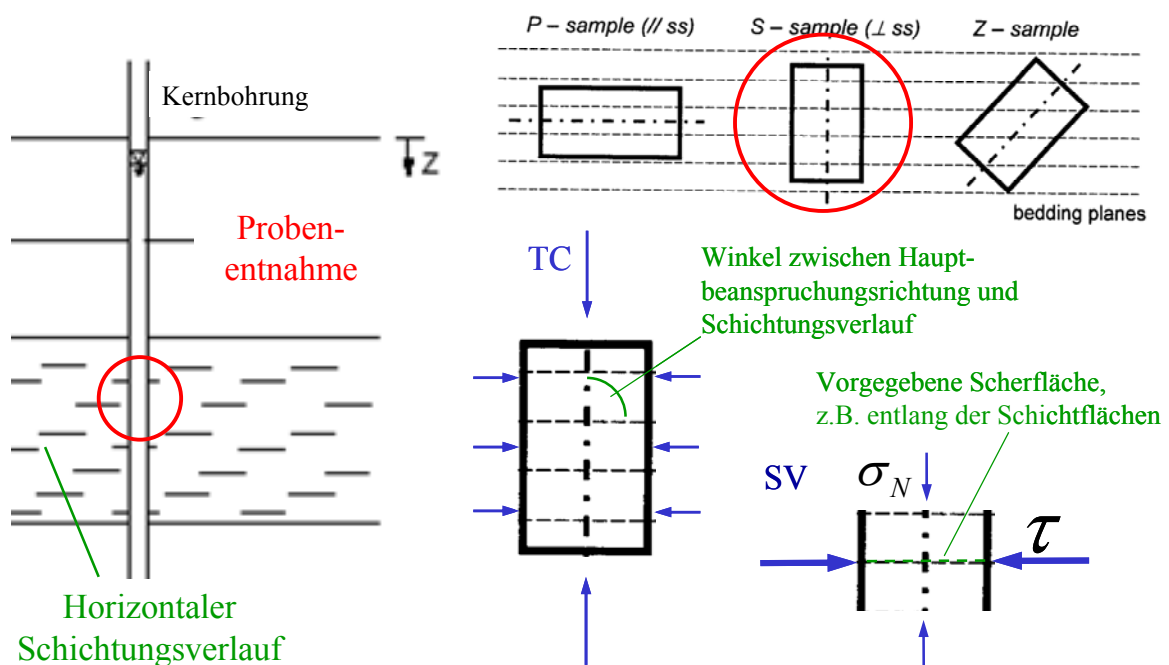 P – sample (// ss)
S – sample (⊥ ss)
Z – sample
bedding planes
Kernbohrung
Z
Proben-
entnahme
Horizontaler
Schichtungsverlauf
TC
Winkel zwischen Haupt-
beanspruchungsrichtung und
Schichtungsverlauf
Vorgegebene Scherfläche,
z.B. entlang der Schichtflächen
SV
σN
τ